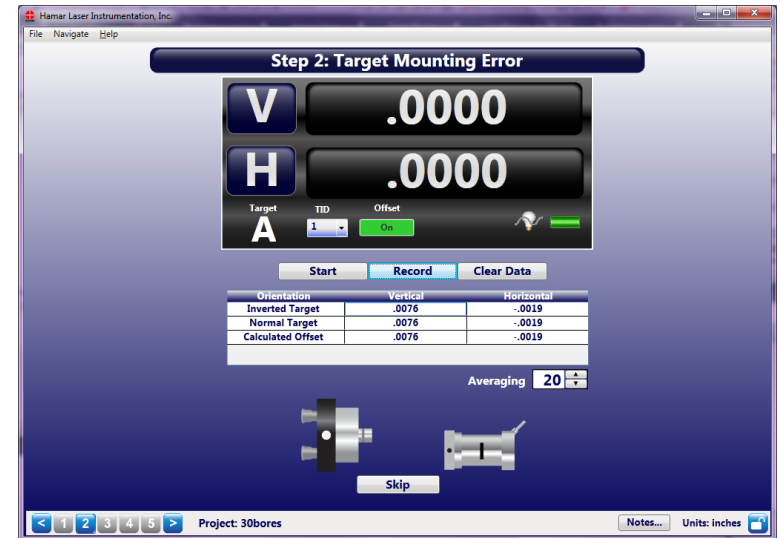 Hamar Laser Instrumentation, Inc.
File Navigate Help
Step 2: Target Mounting Error
V .0000
H .0000
Target TID Offset
A 1 On
Start Record Clear Data
Orientation Vertical Horizontal
Inverted Target .0076 -.0019
Normal Target .0076 -.0019
Calculated Offset .0076 -.0019
Averaging 20
Skip
< 1 2 3 4 5 > Project: 30bores Notes... Units: inches